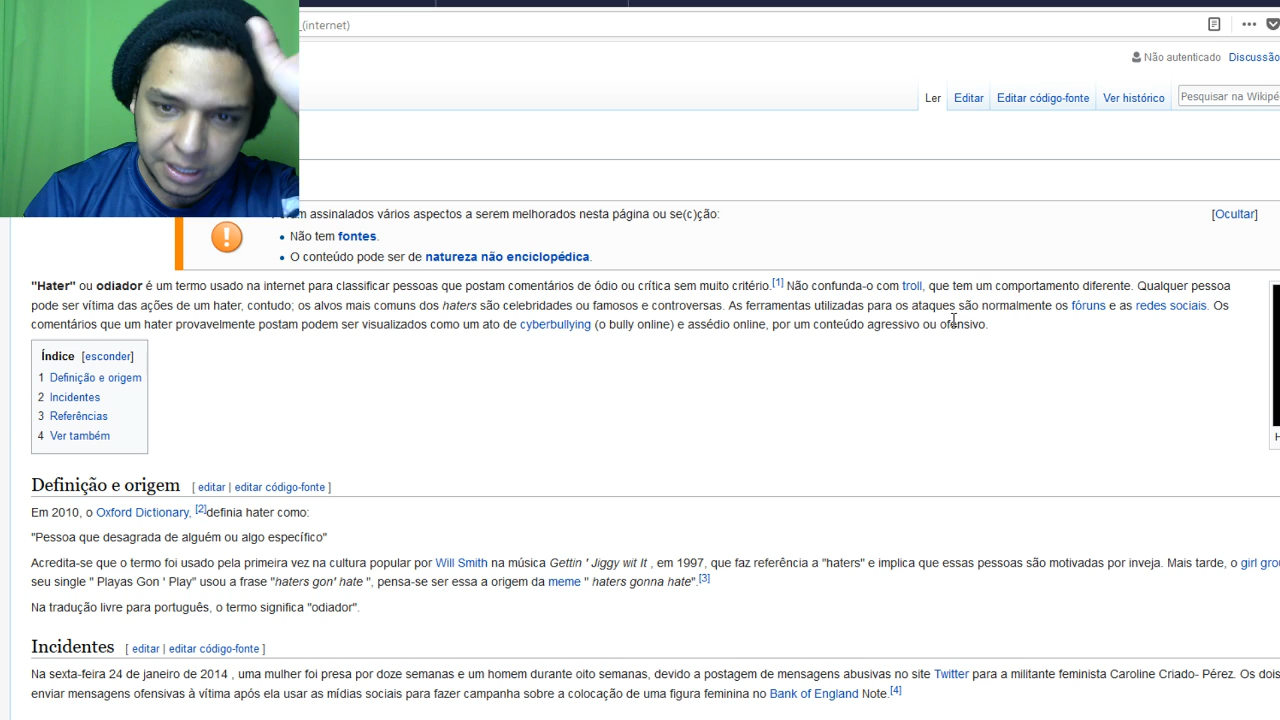 _(internet)
Não autenticado Discussão
Ler Editar Editar código-fonte Ver histórico Pesquisar na Wikipé
assinalados vários aspectos a serem melhorados nesta página ou se(c)ção: [Ocultar]
• Não tem fontes.
• O conteúdo pode ser de natureza não enciclopédica.
"Hater" ou odiador é um termo usado na internet para classificar pessoas que postam comentários de ódio ou crítica sem muito critério.[1] Não confunda-o com troll, que tem um comportamento diferente. Qualquer pessoa
pode ser vítima das ações de um hater, contudo; os alvos mais comuns dos haters são celebridades ou famosos e controversas. As ferramentas utilizadas para os ataques são normalmente os fóruns e as redes sociais. Os
comentários que um hater provavelmente postam podem ser visualizados como um ato de cyberbullying (o bully online) e assédio online, por um conteúdo agressivo ou ofensivo.
Índice [esconder]
1 Definição e origem
2 Incidentes
3 Referências
4 Ver também
H
Definição e origem [ editar | editar código-fonte ]
Em 2010, o Oxford Dictionary, [2]definia hater como:
"Pessoa que desagrada de alguém ou algo específico"
Acredita-se que o termo foi usado pela primeira vez na cultura popular por Will Smith na música Gettin ' Jiggy wit It , em 1997, que faz referência a "haters" e implica que essas pessoas são motivadas por inveja. Mais tarde, o girl grou
seu single " Playas Gon ' Play" usou a frase "haters gon' hate ", pensa-se ser essa a origem da meme " haters gonna hate".[3]
Na tradução livre para português, o termo significa "odiador".
Incidentes [ editar | editar código-fonte ]
Na sexta-feira 24 de janeiro de 2014 , uma mulher foi presa por doze semanas e um homem durante oito semanas, devido a postagem de mensagens abusivas no site Twitter para a militante feminista Caroline Criado- Pérez. Os dois
enviar mensagens ofensivas à vítima após ela usar as mídias sociais para fazer campanha sobre a colocação de uma figura feminina no Bank of England Note.[4]